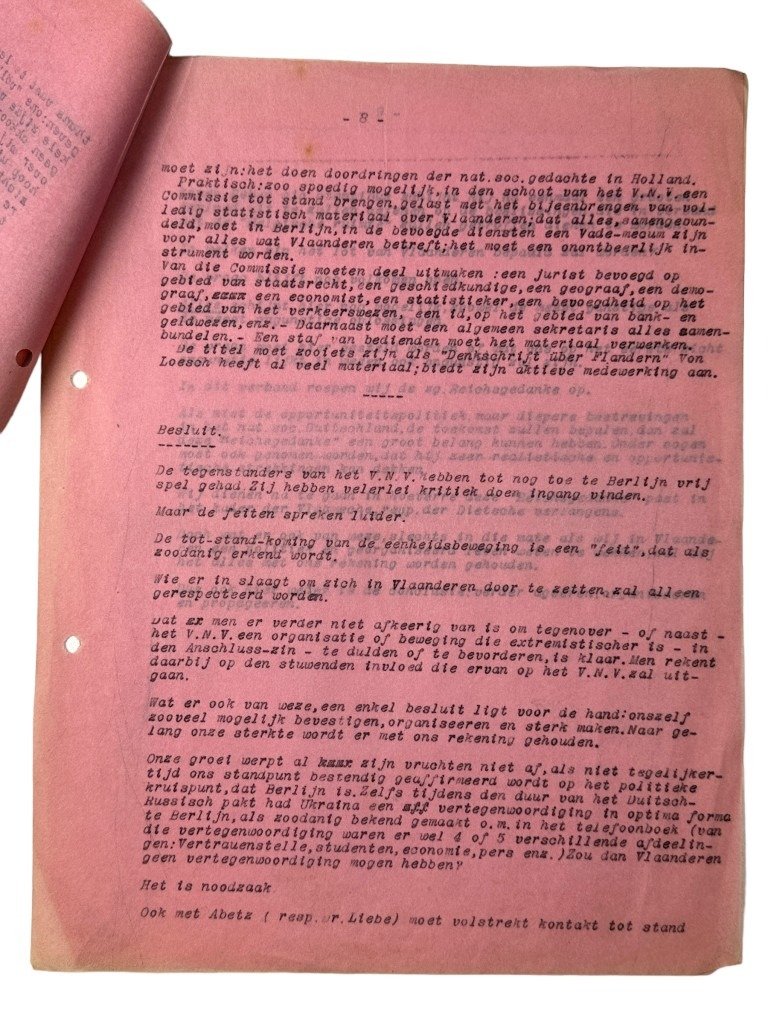 - 8 -
moet zijn:het doen doordringen der nat.soc.gedachte in Holland.
Praktisch:zoo spoedig mogelijk,in den schoot van het V.N.V.een
Commissie tot stand brengen,gelast met het bijeenbrengen van vol-
ledig statistisch materiaal over Vlaanderen;dat alles,samengebun-
deld,moet in Berlijn,in de bevoegde diensten een Vade-mecum zijn
voor alles wat Vlaanderen betreft;het moet een onontbeerlijk in-
strument worden.
Van die Commissie moeten deel uitmaken :een jurist bevoegd op
gebied van staatsrecht,een geschiedkundige,een geograaf,een demo-
graaf,xxxx een economist,een statistieker,een bevoegdheid op het
gebied van het verkeerswezen, een id,op het gebied van bank- en
geldwezen,enz.- Daarnaast moet een algemeen sekretaris alles samen-
bundelen.- Een staf van bedienden moet het materiaal verwerken.
De titel moet zooiets zijn als "Denkschrift über Flandern" Von
Loesch heeft al veel materiaal;biedt zijn aktieve medewerking aan.
-----
Besluit.
-------
De tegenstanders van het V.N.V.hebben tot nog toe te Berlijn vrij
spel gehad.Zij hebben velerlei kritiek doen ingang vinden.
Maar de feiten spreken luider.
De tot-stand-koming van de eenheidsbeweging is een "feit",dat als
zoodanig erkend wordt.
Wie er in slaagt om zich in Vlaanderen door te zetten,zal alleen
gerespecteerd worden.
Dat xx men er verder niet afkeerig van is om tegenover - of naast -
het V.N.V.een organisatie of beweging die extremistischer is - in
den Anschluss-zin - te dulden of te bevorderen,is klaar.Men rekent
daarbij op den stuwenden invloed die ervan op het V.N.V.zal uit-
gaan.
Wat er ook van weze,een enkel besluit ligt voor de hand:onszelf
zooveel mogelijk bevestigen,organiseeren en sterk maken.Naar ge-
lang onze sterkte wordt er met ons rekening gehouden.
Onze groei werpt al xxxx zijn vruchten niet af,als niet tegelijker-
tijd ons standpunt bestendig geaffirmeerd wordt op het politieke
kruispunt,dat Berlijn is.Zelfs tijdens den duur van het Duitsch-
Russisch pakt had Ukraina een vertegenwoordiging in optima forma
te Berlijn,als zoodanig bekend gemaakt o.m.in het telefoonboek (van
die vertegenwoordiging waren er wel 4 of 5 verschillende afdeelin-
gen:Vertrauenstelle,studenten,economie,pers enz.)Zou dan Vlaanderen
geen vertegenwoordiging mogen hebben?
Het is noodzaak
Ook met Abetz ( resp. Liebe) moet volstrekt kontakt tot stand